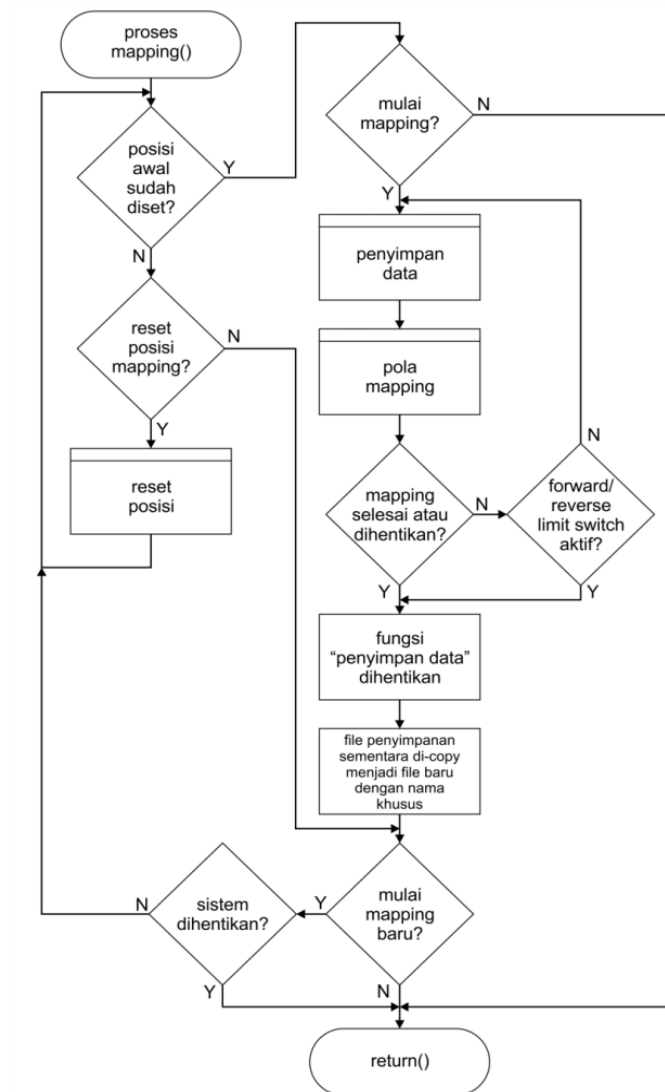 proses
mapping()
posisi
awal
sudah
diset?
Y
N
reset
posisi
mapping?
N
Y
reset
posisi
mulai
mapping?
N
Y
penyimpan
data
pola
mapping
mapping
selesai atau
dihentikan?
N
Y
forward/
reverse
limit switch
aktif?
N
Y
fungsi
“penyimpan data”
dihentikan
file penyimpanan
sementara di-copy
menjadi file baru
dengan nama
khusus
mulai
mapping
baru?
Y
N
sistem
dihentikan?
N
Y
return()